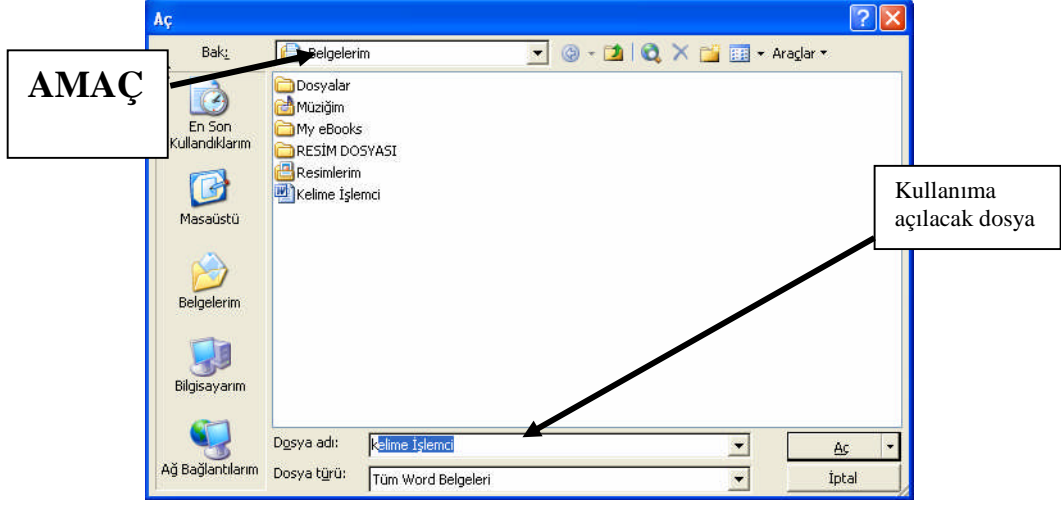 Aç
AMAÇ
Bak:
Belgelerim
Araçlar
En Son
Kullandıklarım
Masaüstü
Belgelerim
Bilgisayarım
Ağ Bağlantılarım
Dosyalar
Müziğim
My eBooks
RESİM DOSYASI
Resimlerim
Kelime İşlemci
Kullanıma
açılacak dosya
Dosya adı:
kelime İşlemci
Aç
Dosya türü:
Tüm Word Belgeleri
İptal